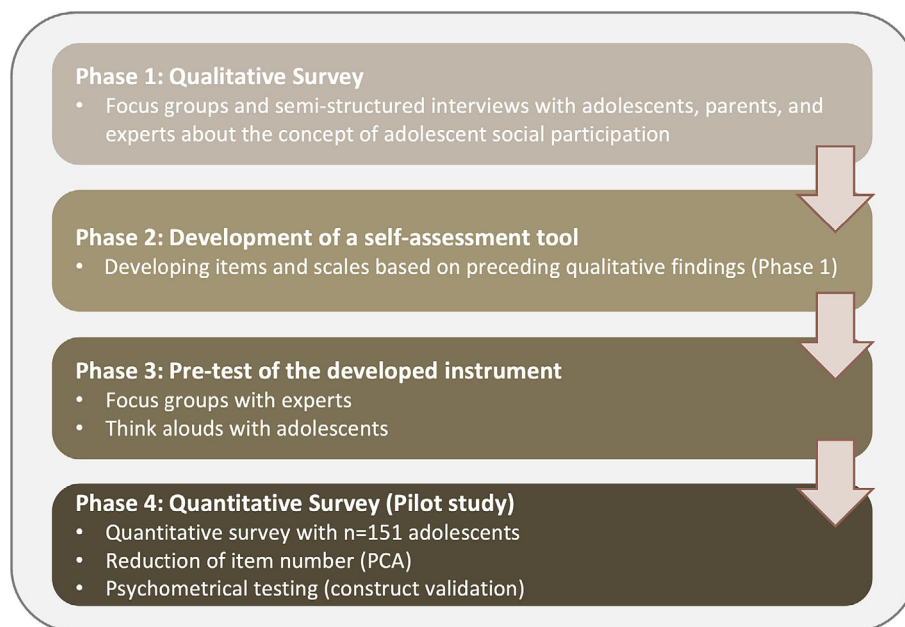 Phase 1: Qualitative Survey
• Focus groups and semi-structured interviews with adolescents, parents, and
experts about the concept of adolescent social participation
Phase 2: Development of a self-assessment tool
• Developing items and scales based on preceding qualitative findings (Phase 1)
Phase 3: Pre-test of the developed instrument
• Focus groups with experts
• Think alouds with adolescents
Phase 4: Quantitative Survey (Pilot study)
• Quantitative survey with n=151 adolescents
• Reduction of item number (PCA)
• Psychometrical testing (construct validation)